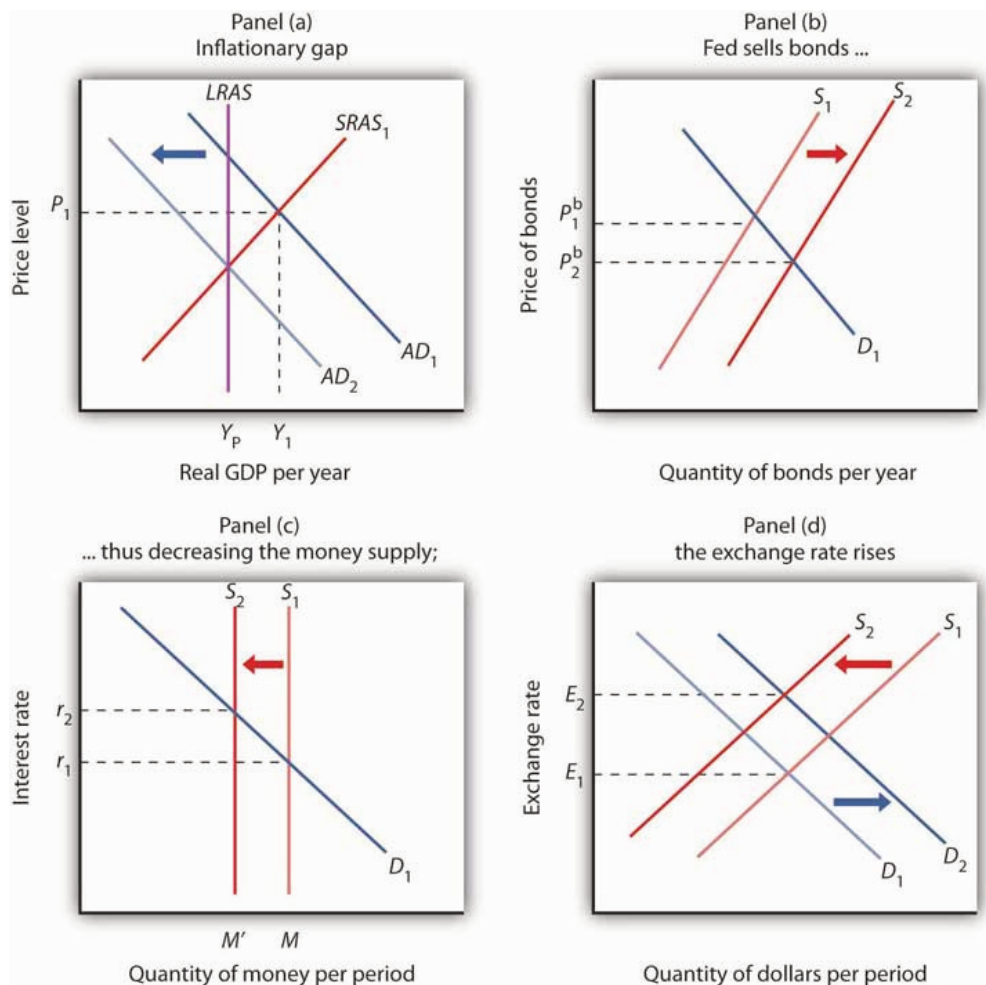 Panel (a)
Inflationary gap
LRAS
SRAS₁
P₁
Price level
AD₁
AD₂
Yₚ
Y₁
Real GDP per year
Panel (b)
Fed sells bonds ...
S₁
S₂
P₁ᵇ
P₂ᵇ
Price of bonds
D₁
Quantity of bonds per year
Panel (c)
... thus decreasing the money supply;
S₂
S₁
r₂
r₁
Interest rate
D₁
M′
M
Quantity of money per period
Panel (d)
the exchange rate rises
S₂
S₁
E₂
E₁
Exchange rate
D₁
D₂
Quantity of dollars per period